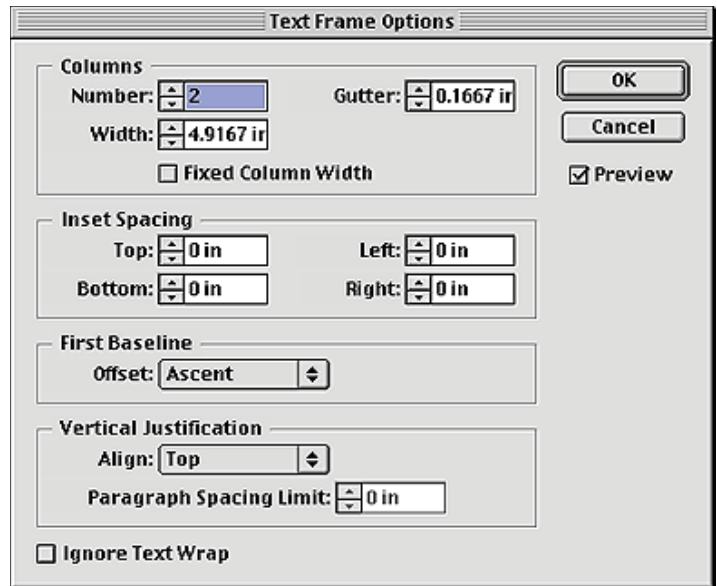 Text Frame Options
Columns
Number: 2 Gutter: 0.1667 in
Width: 4.9167 in
Fixed Column Width
OK
Cancel
Preview
Inset Spacing
Top: 0 in Left: 0 in
Bottom: 0 in Right: 0 in
First Baseline
Offset: Ascent
Vertical Justification
Align: Top
Paragraph Spacing Limit: 0 in
Ignore Text Wrap